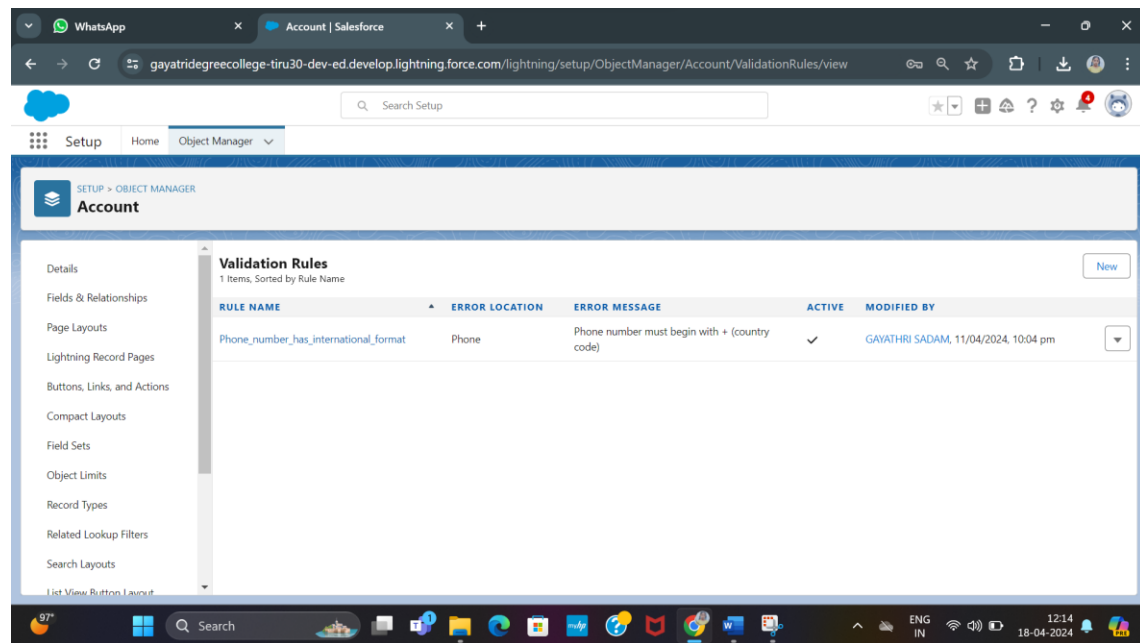 WhatsApp
Account | Salesforce
gayatridegreecollege-tiru30-dev-ed.develop.lightning.force.com/lightning/setup/ObjectManager/Account/ValidationRules/view
Search Setup
4
Setup Home Object Manager
SETUP > OBJECT MANAGER
Account
Details
Fields & Relationships
Page Layouts
Lightning Record Pages
Buttons, Links, and Actions
Compact Layouts
Field Sets
Object Limits
Record Types
Related Lookup Filters
Search Layouts
List View Button Layout
Validation Rules
1 Items, Sorted by Rule Name
New
RULE NAME ERROR LOCATION ERROR MESSAGE ACTIVE MODIFIED BY
Phone_number_has_international_format Phone Phone number must begin with + (country
code) GAYATHRI SADAM, 11/04/2024, 10:04 pm
97°
Search
myhp
W
ENG
IN
12:14
18-04-2024
PRE